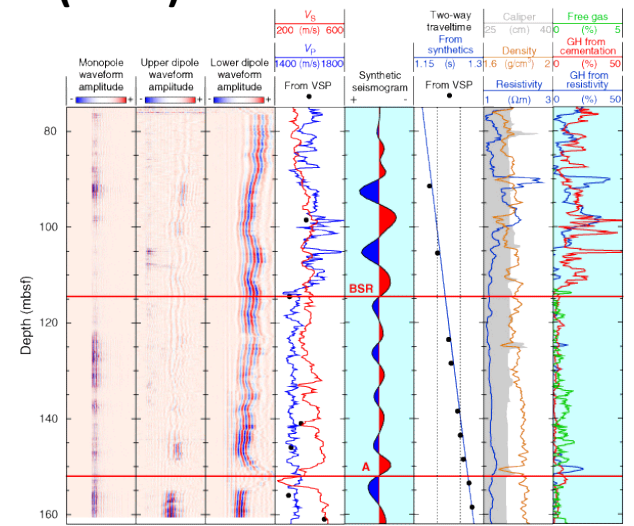 Monopole
waveform
amplitude
- +
Upper dipole
waveform
amplitude
- +
Lower dipole
waveform
amplitude
- +
VS
200 (m/s) 600
VP
1400 (m/s) 1800
From VSP
Synthetic
seismogram
+ -
Two-way
traveltime
From
synthetics
1.15 (s) 1.3
From VSP
Caliper
25 (cm) 40
Density
1.6 (g/cm³) 2
Resistivity
1 (Ωm) 3
Free gas
0 (%) 5
GH from
cementation
0 (%) 50
GH from
resistivity
0 (%) 50
Depth (mbsf)
80
100
BSR
120
140
A
160